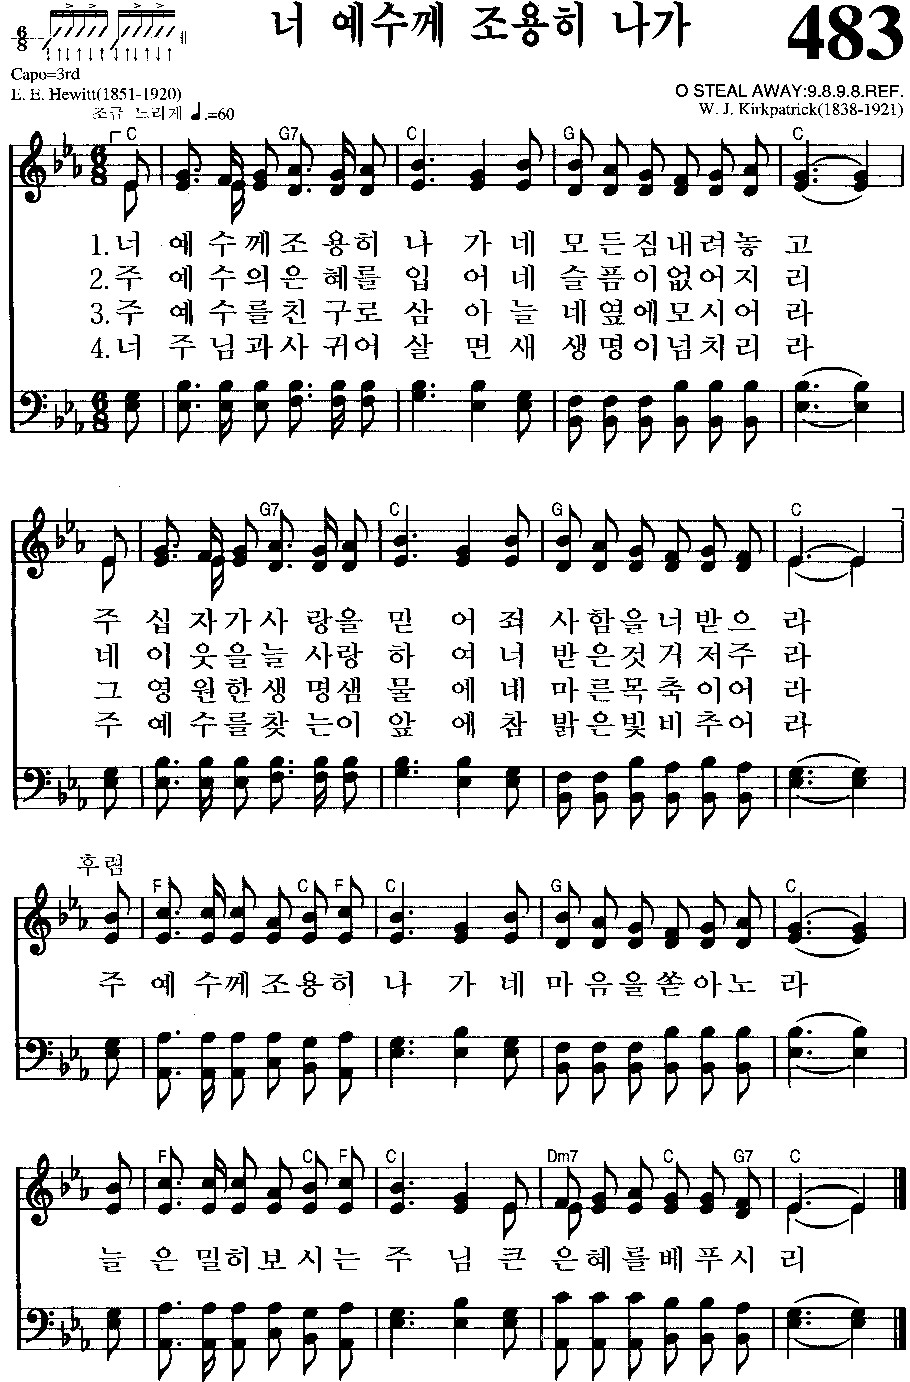 너 예수께 조용히 나가
483
6/8
Capo=3rd
E. E. Hewitt(1851-1920)
조금 느리게 ♩.=60
O STEAL AWAY:9.8.9.8.REF.
W. J. Kirkpatrick(1838-1921)
C G7 C G C
1.너 예수께조용히 나가네 모든짐내려놓고
2.주 예수의은혜를 입어네 슬픔이없어지리
3.주 예수를친구로 삼아늘 네옆에모시어라
4.너 주님과사귀어 살면새 생명이넘치리라
G7 C G C
주 십자가사랑을 믿어죄 사함을너받으라
네 이웃을늘사랑하여너 받은것거저주라
그 영원한생명샘물에네 마른목축이어라
주 예수를찾는이앞에참 밝은빛비추어라
후렴
F C F C G C
주 예수께조용히 나가네 마음을쏟아노라
F C F C Dm7 C G7 C
늘 은밀히보시는 주님큰 은혜를베푸시리